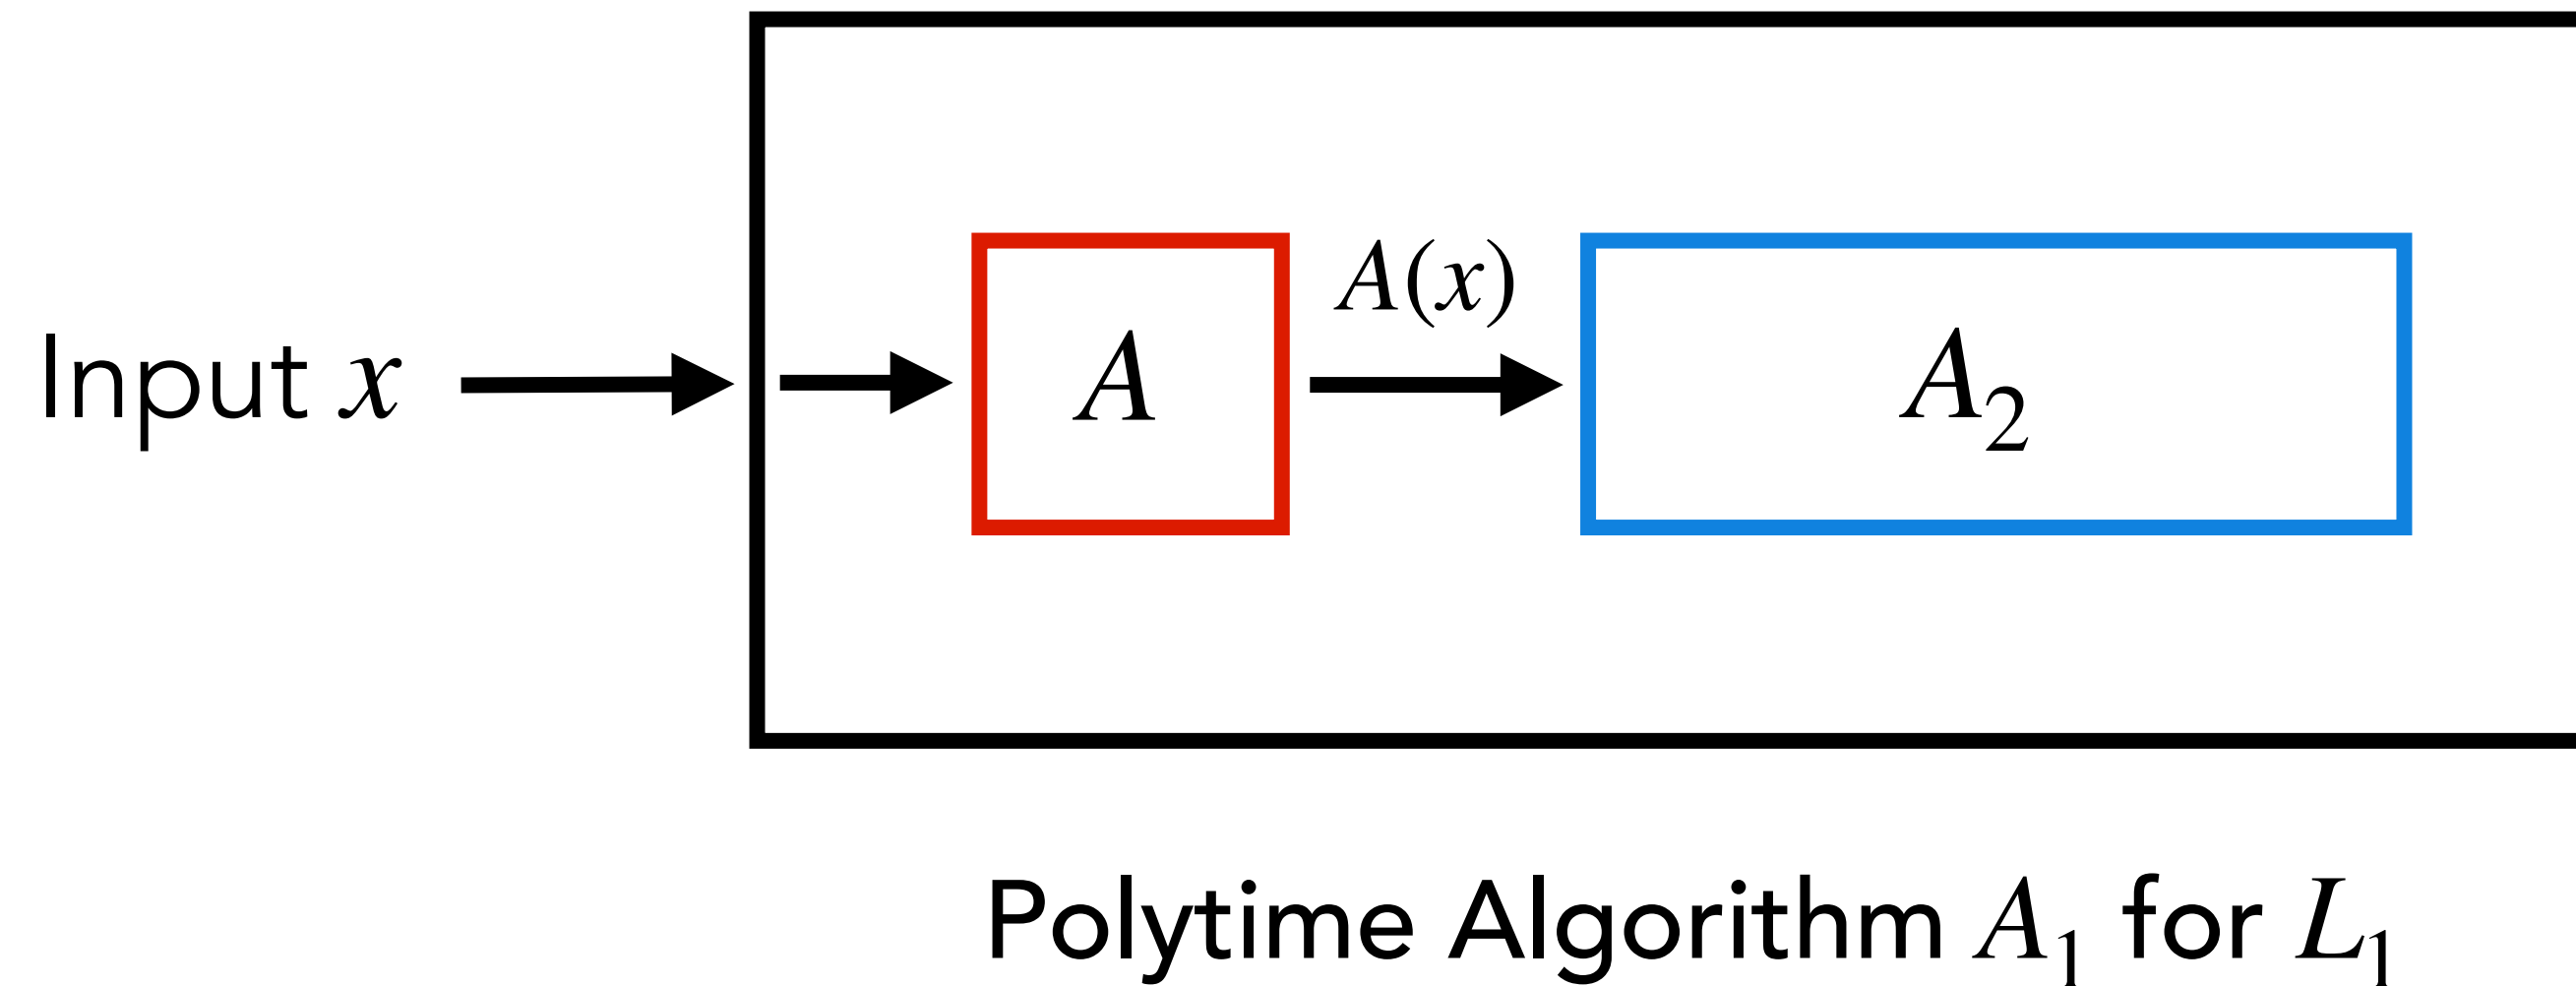 A(x)
Input x
A
A₂
Polytime Algorithm A₁ for L₁